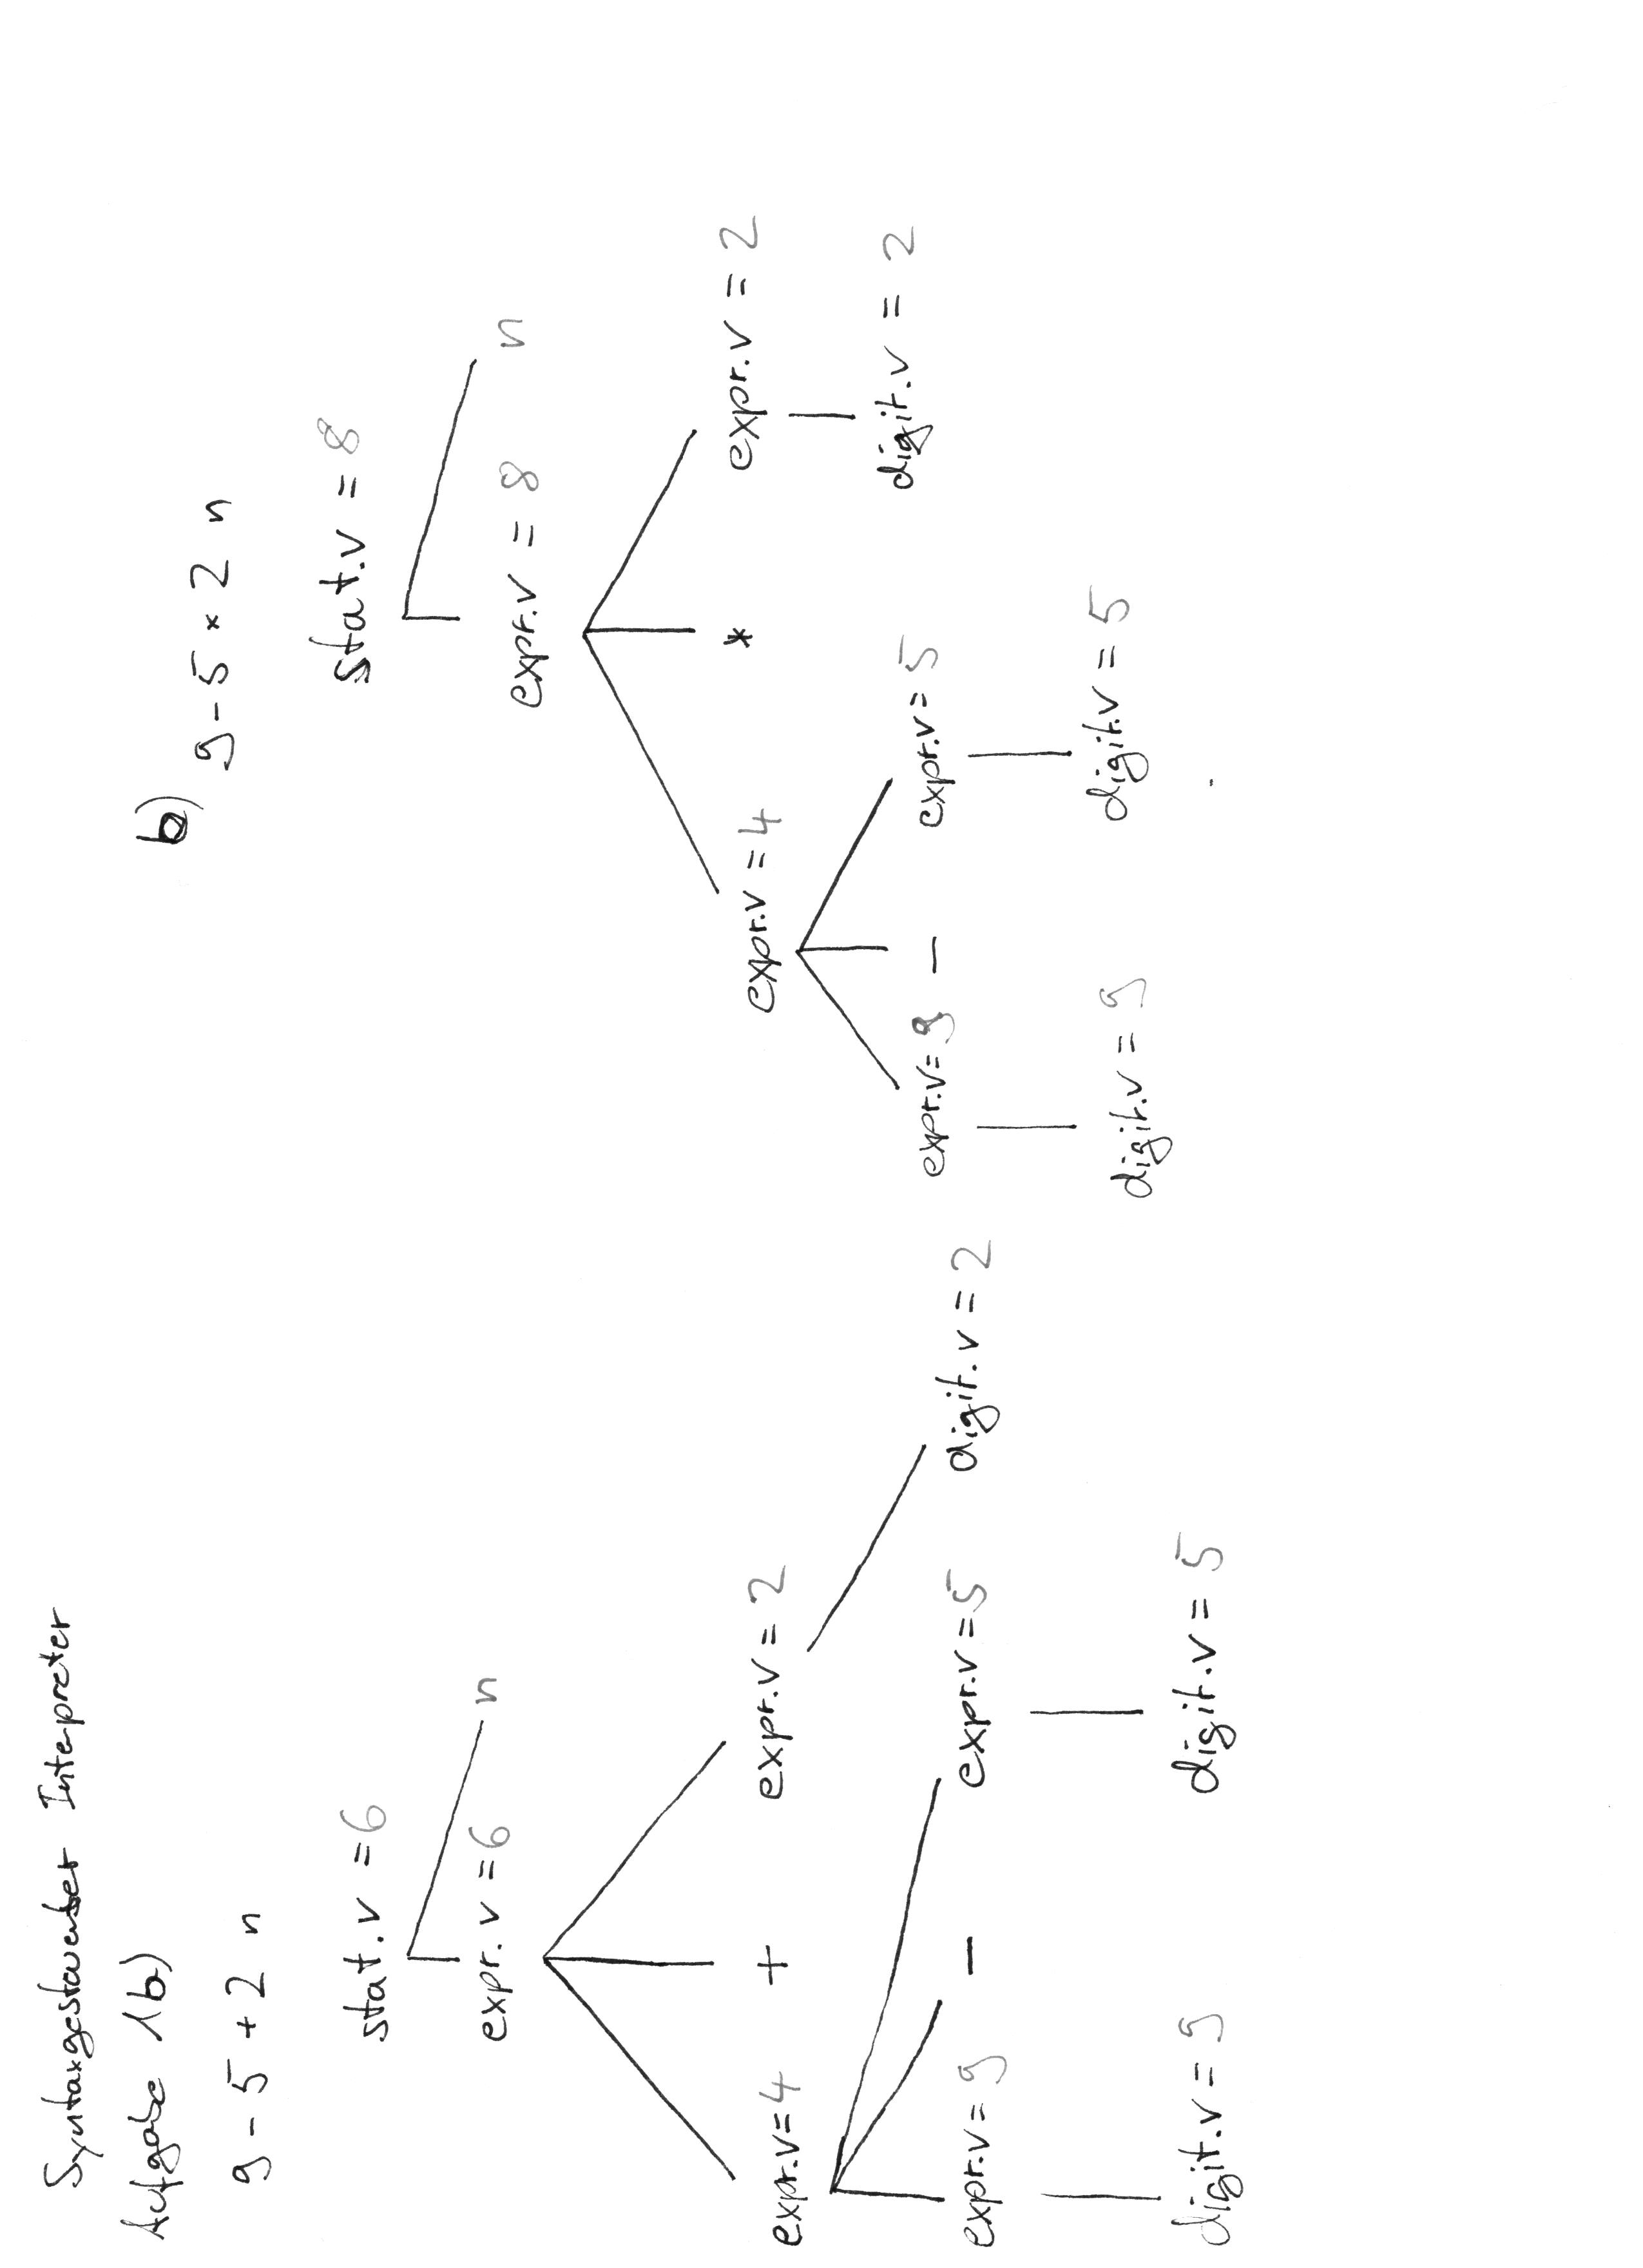 Syntaxgesteuerter Interpreter
Aufgabe 1b)
9 - 5 + 2 n
stat.v = 6
expr.v = 6 n
expr.v = 4 + expr.v = 2
expr.v = 9 - expr.v = 5 digit.v = 2
digit.v = 9 digit.v = 5
b)
9 - 5 * 2 n
stat.v = 8
expr.v = 8 n
expr.v = 4 * expr.v = 2
expr.v = 9 - expr.v = 5 digit.v = 2
digit.v = 9 digit.v = 5